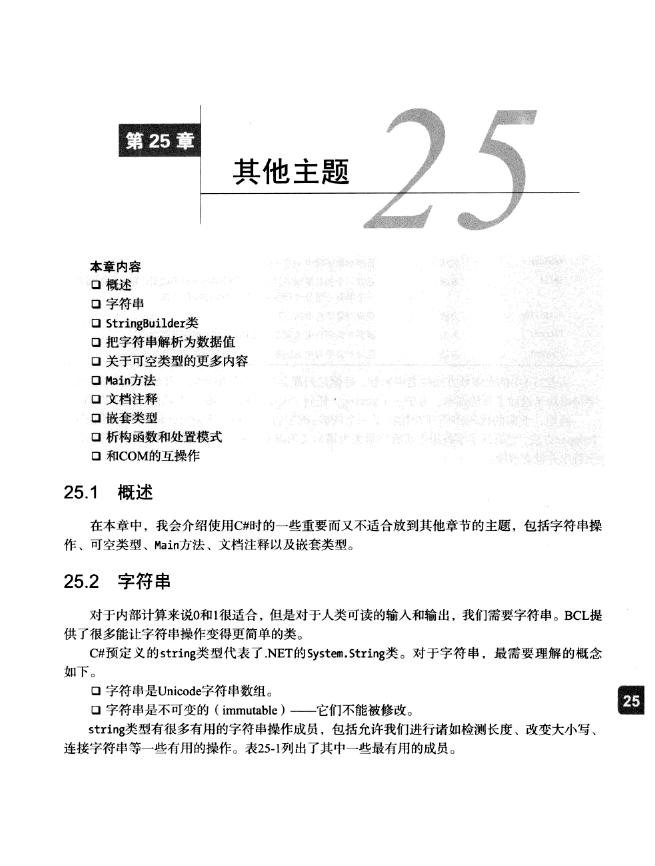 第 25 章
25
其他主题
本章内容
❑ 概述
❑ 字符串
❑ StringBuilder类
❑ 把字符串解析为数据值
❑ 关于可空类型的更多内容
❑ Main方法
❑ 文档注释
❑ 嵌套类型
❑ 析构函数和处置模式
❑ 和COM的互操作
25.1 概述
在本章中，我会介绍使用C#时的一些重要而又不适合放到其他章节的主题，包括字符串操
作、可空类型、Main方法、文档注释以及嵌套类型。
25.2 字符串
对于内部计算来说0和1很适合，但是对于人类可读的输入和输出，我们需要字符串。BCL提
供了很多能让字符串操作变得更简单的类。
C#预定义的string类型代表了.NET的System.String类。对于字符串，最需要理解的概念
如下。
❑ 字符串是Unicode字符串数组。
❑ 字符串是不可变的（immutable）——它们不能被修改。
25
string类型有很多有用的字符串操作成员，包括允许我们进行诸如检测长度、改变大小写、
连接字符串等一些有用的操作。表25-1列出了其中一些最有用的成员。